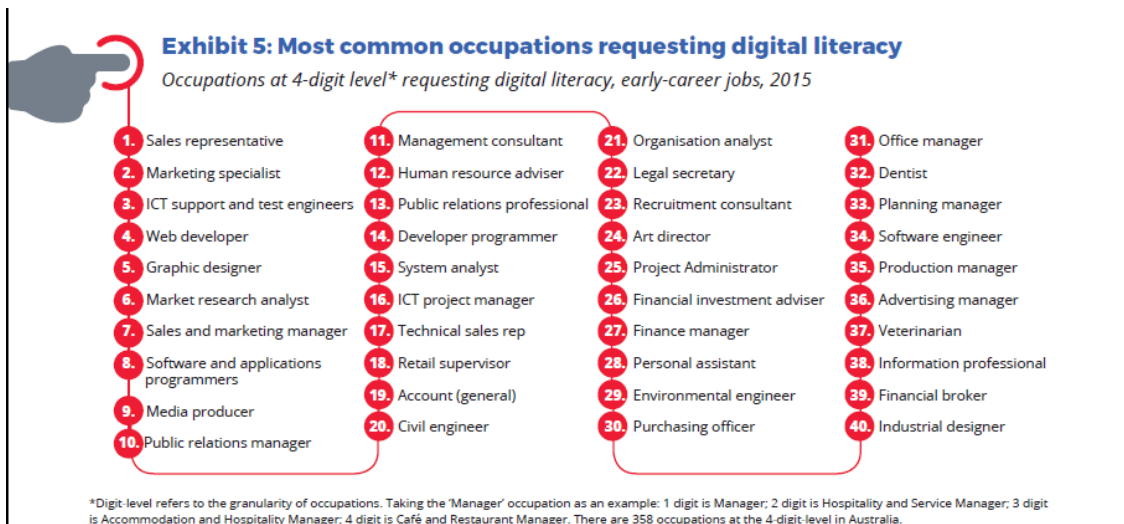 Exhibit 5: Most common occupations requesting digital literacy
Occupations at 4-digit level* requesting digital literacy, early-career jobs, 2015
1. Sales representative
2. Marketing specialist
3. ICT support and test engineers
4. Web developer
5. Graphic designer
6. Market research analyst
7. Sales and marketing manager
8. Software and applications
programmers
9. Media producer
10. Public relations manager
11. Management consultant
12. Human resource adviser
13. Public relations professional
14. Developer programmer
15. System analyst
16. ICT project manager
17. Technical sales rep
18. Retail supervisor
19. Account (general)
20. Civil engineer
21. Organisation analyst
22. Legal secretary
23. Recruitment consultant
24. Art director
25. Project Administrator
26. Financial investment adviser
27. Finance manager
28. Personal assistant
29. Environmental engineer
30. Purchasing officer
31. Office manager
32. Dentist
33. Planning manager
34. Software engineer
35. Production manager
36. Advertising manager
37. Veterinarian
38. Information professional
39. Financial broker
40. Industrial designer
*Digit-level refers to the granularity of occupations. Taking the ‘Manager’ occupation as an example: 1 digit is Manager; 2 digit is Hospitality and Service Manager; 3 digit
is Accommodation and Hospitality Manager; 4 digit is Café and Restaurant Manager. There are 358 occupations at the 4-digit-level in Australia.